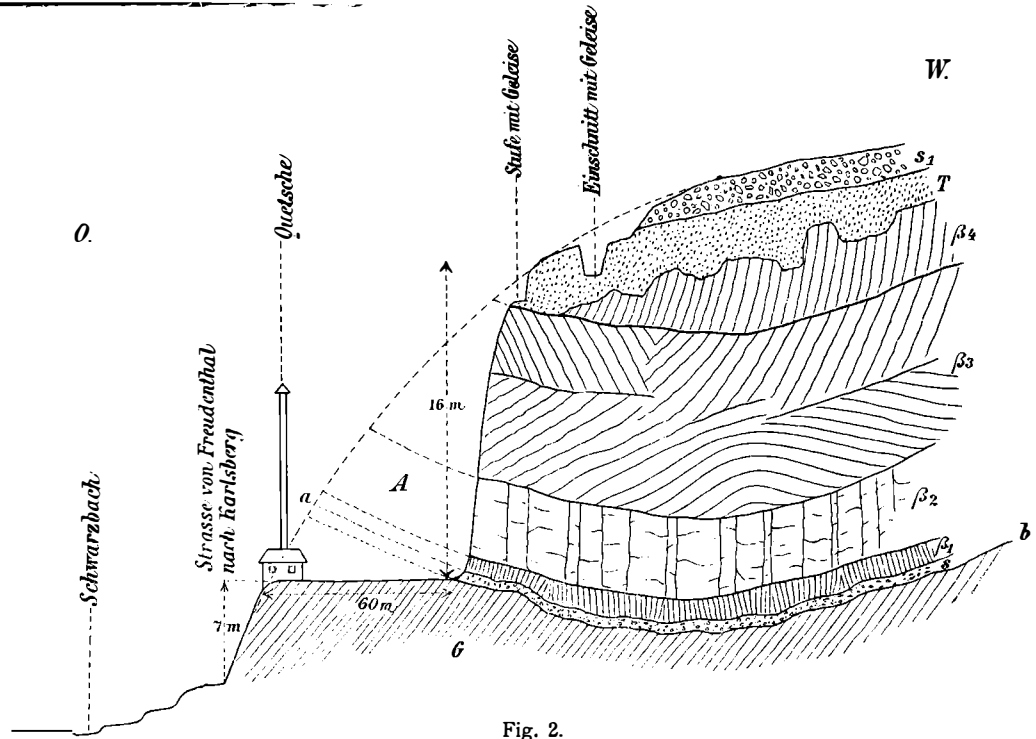 O.
W.
Schwarzbach
Strasse von Freudenthal
nach Karlsberg
Quetsche
Stufe mit Geleise
Einschnitt mit Geleise
s1
T
β4
β3
β2
β1
s
b
a
A
16 m
7 m
60 m
G
Fig. 2.